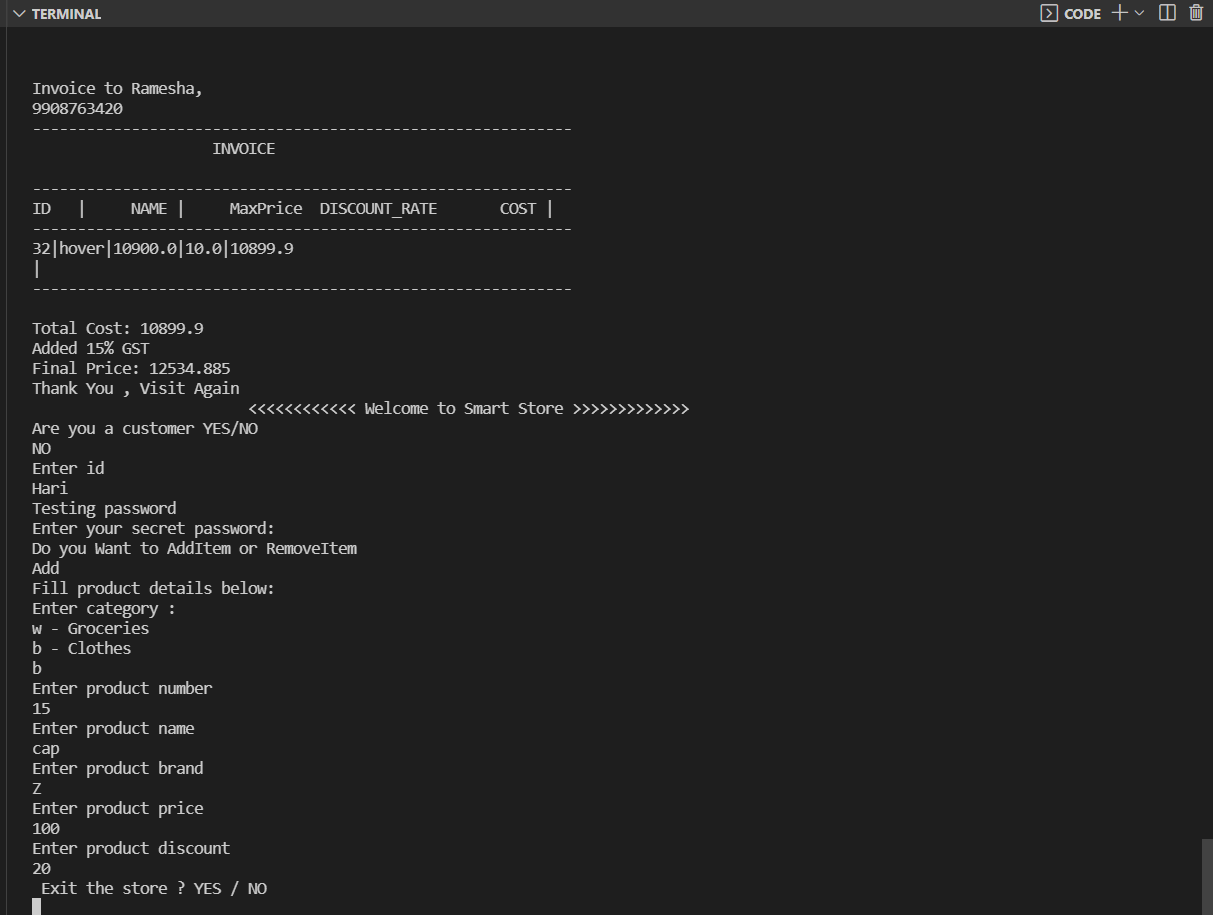 TERMINAL
CODE
Invoice to Ramesha,
9908763420
------------------------------------------------------------
                    INVOICE
------------------------------------------------------------
ID   |     NAME |     MaxPrice  DISCOUNT_RATE       COST |
------------------------------------------------------------
32|hover|10900.0|10.0|10899.9
|
------------------------------------------------------------
Total Cost: 10899.9
Added 15% GST
Final Price: 12534.885
Thank You , Visit Again
                        <<<<<<<<<<<< Welcome to Smart Store >>>>>>>>>>>>>
Are you a customer YES/NO
NO
Enter id
Hari
Testing password
Enter your secret password:
Do you Want to AddItem or RemoveItem
Add
Fill product details below:
Enter category :
w - Groceries
b - Clothes
b
Enter product number
15
Enter product name
cap
Enter product brand
Z
Enter product price
100
Enter product discount
20
 Exit the store ? YES / NO